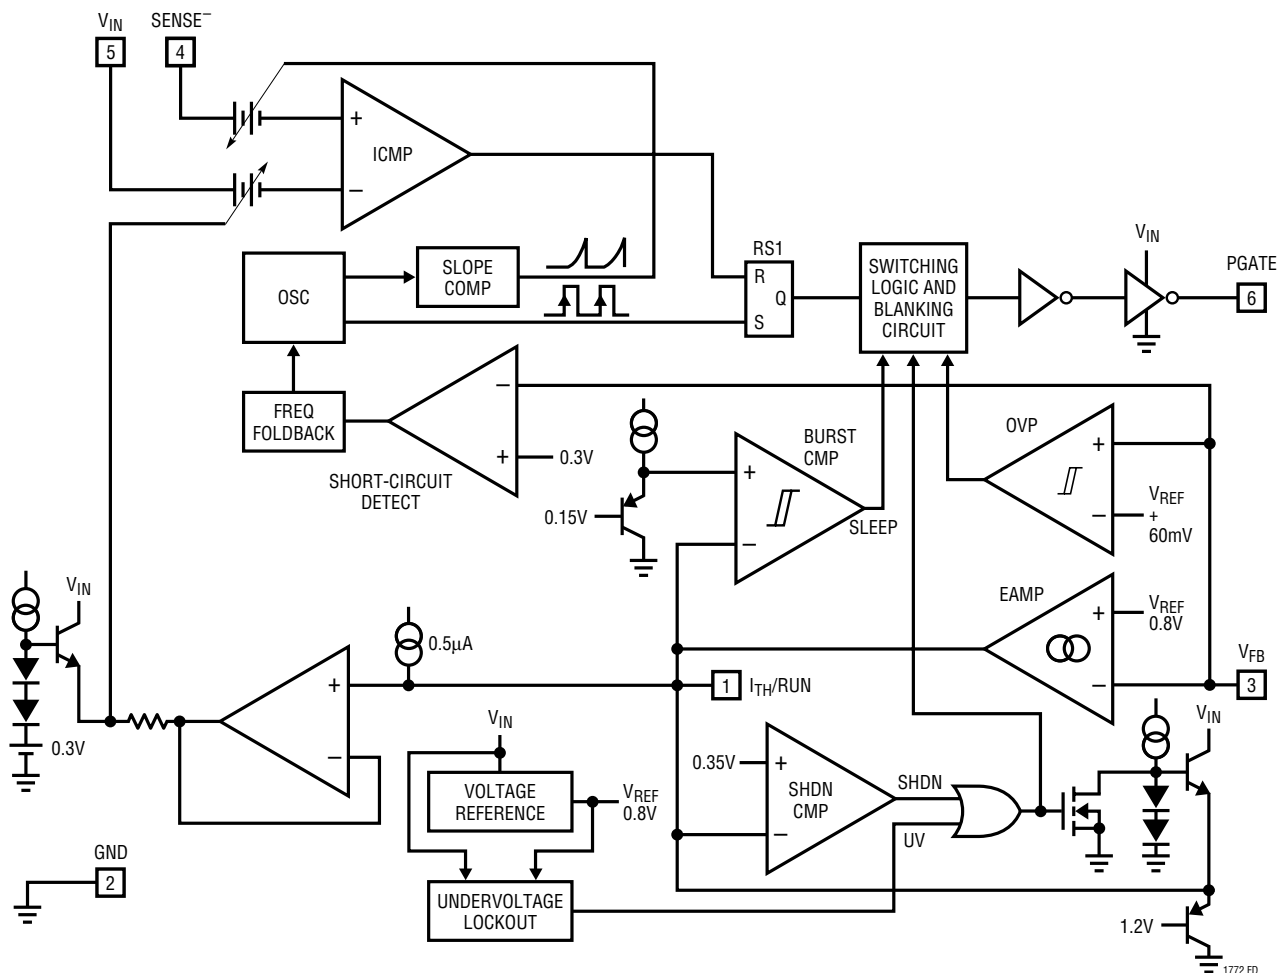 VIN
SENSE–
5
4
+
ICMP
–
OSC
SLOPE
COMP
RS1
R
Q
S
SWITCHING
LOGIC AND
BLANKING
CIRCUIT
VIN
PGATE
6
FREQ
FOLDBACK
–
+
0.3V
SHORT-CIRCUIT
DETECT
0.15V
BURST
CMP
+
–
SLEEP
OVP
+
–
VREF
+
60mV
EAMP
+
VREF
0.8V
–
VFB
3
VIN
0.3V
+
–
0.5µA
1
ITH/RUN
VIN
VOLTAGE
REFERENCE
VREF
0.8V
UNDERVOLTAGE
LOCKOUT
0.35V
+
SHDN
CMP
–
SHDN
UV
VIN
1.2V
GND
2
1772 FD